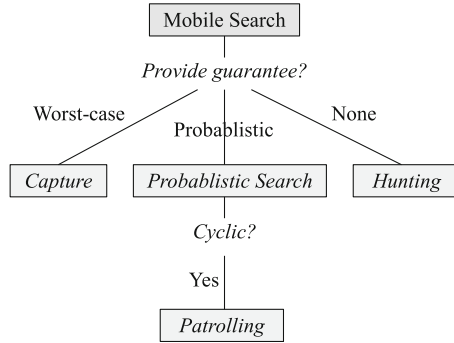 Mobile Search
Provide guarantee?
Worst-case
None
Probablistic
Capture
Probablistic Search
Hunting
Cyclic?
Yes
Patrolling